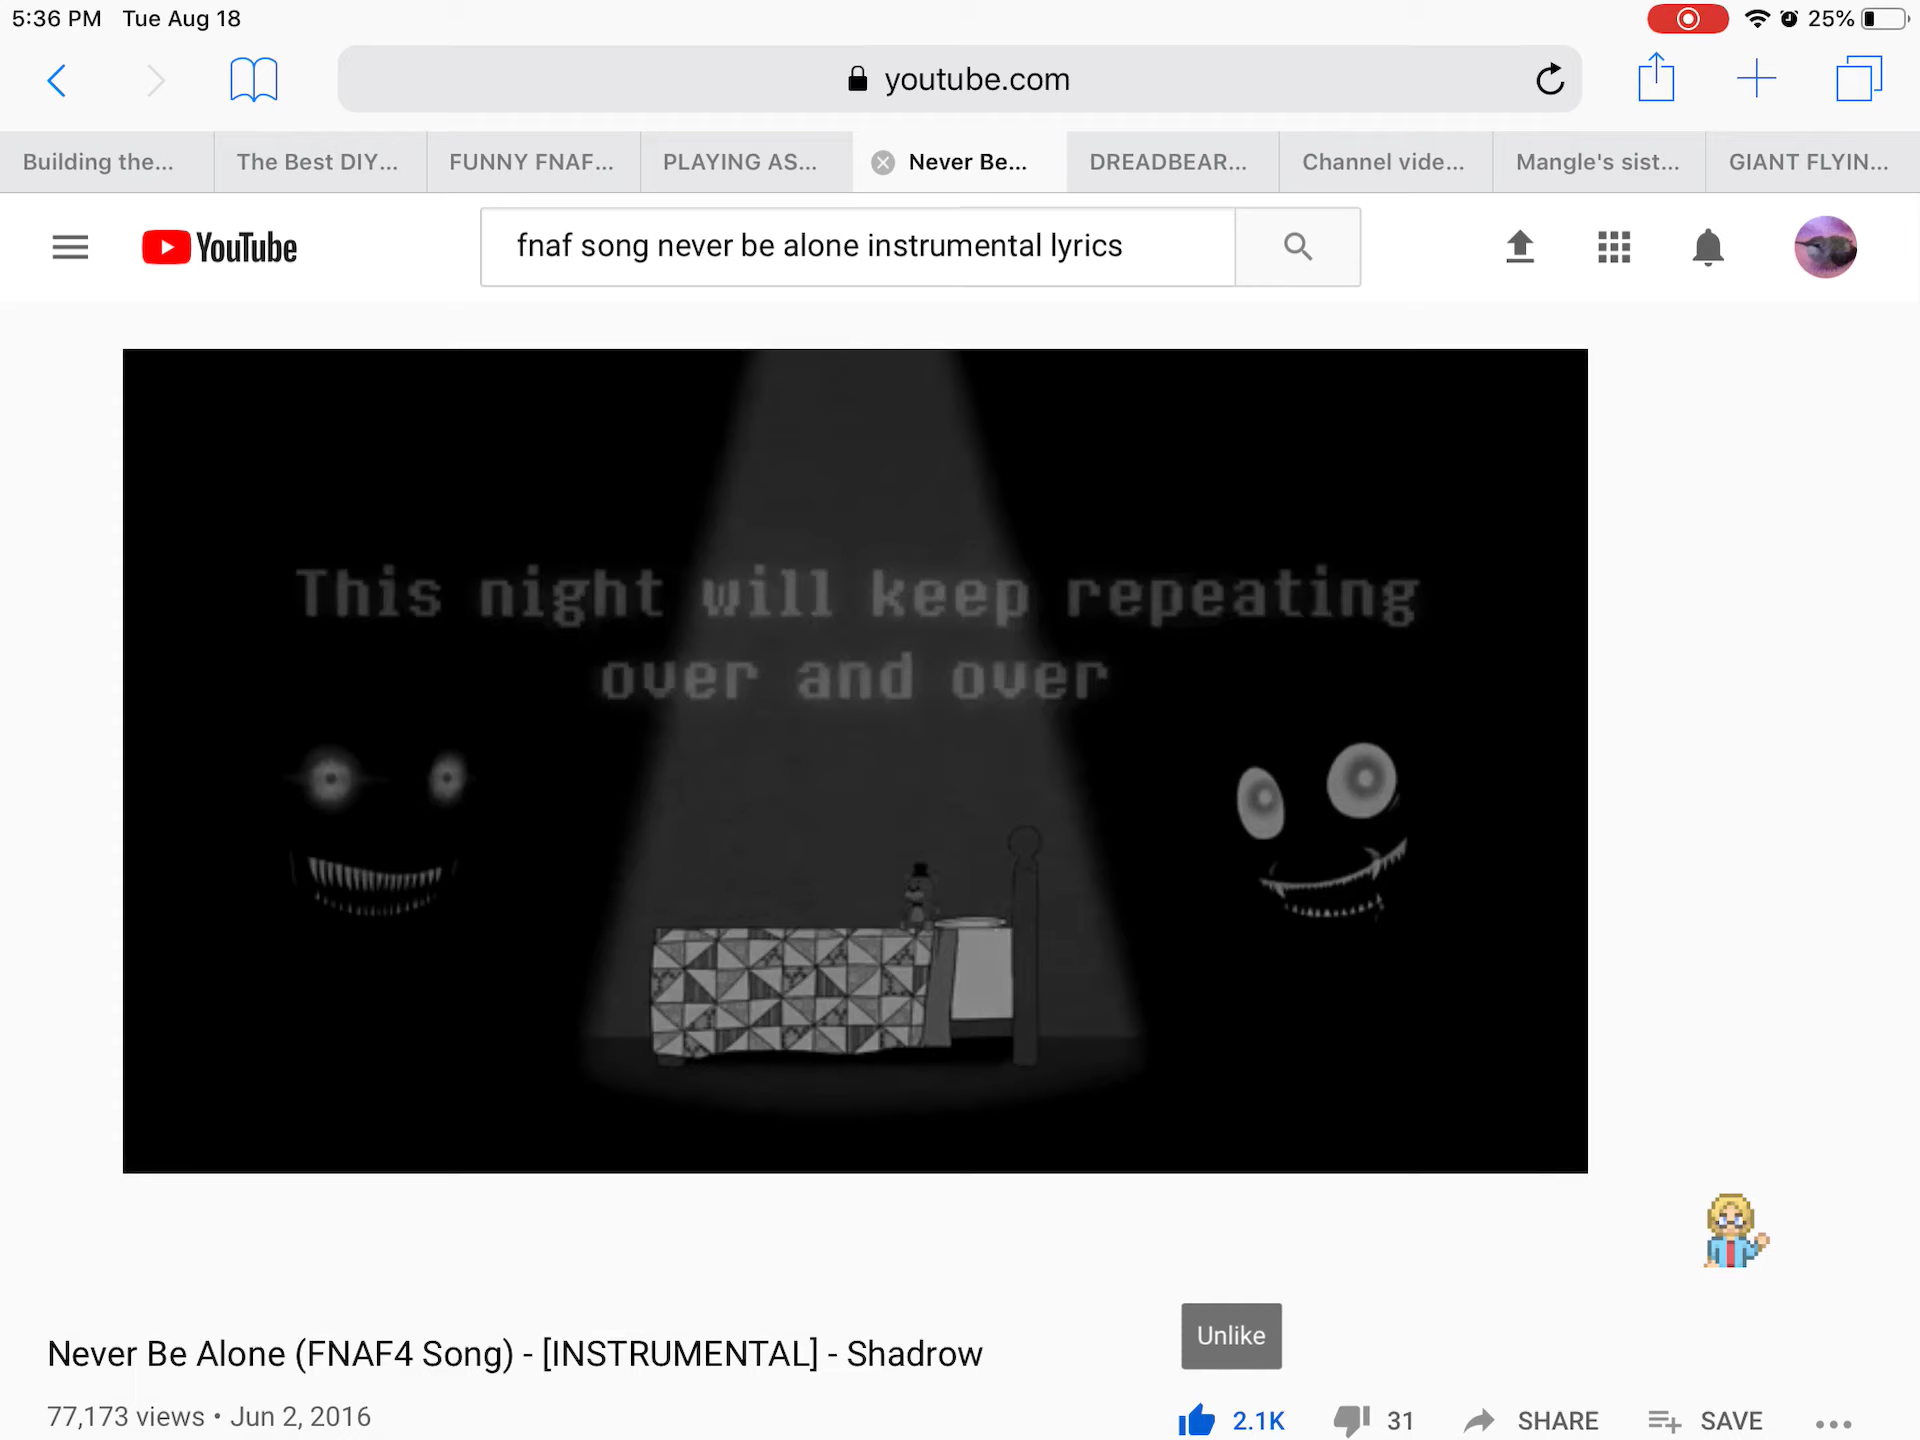 5:36 PM Tue Aug 18
25%
youtube.com
Building the...
The Best DIY...
FUNNY FNAF...
PLAYING AS...
Never Be...
DREADBEAR...
Channel vide...
Mangle's sist...
GIANT FLYIN...
YouTube
fnaf song never be alone instrumental lyrics
This night will keep repeating
over and over
Unlike
Never Be Alone (FNAF4 Song) - [INSTRUMENTAL] - Shadrow
77,173 views • Jun 2, 2016
2.1K
31
SHARE
SAVE